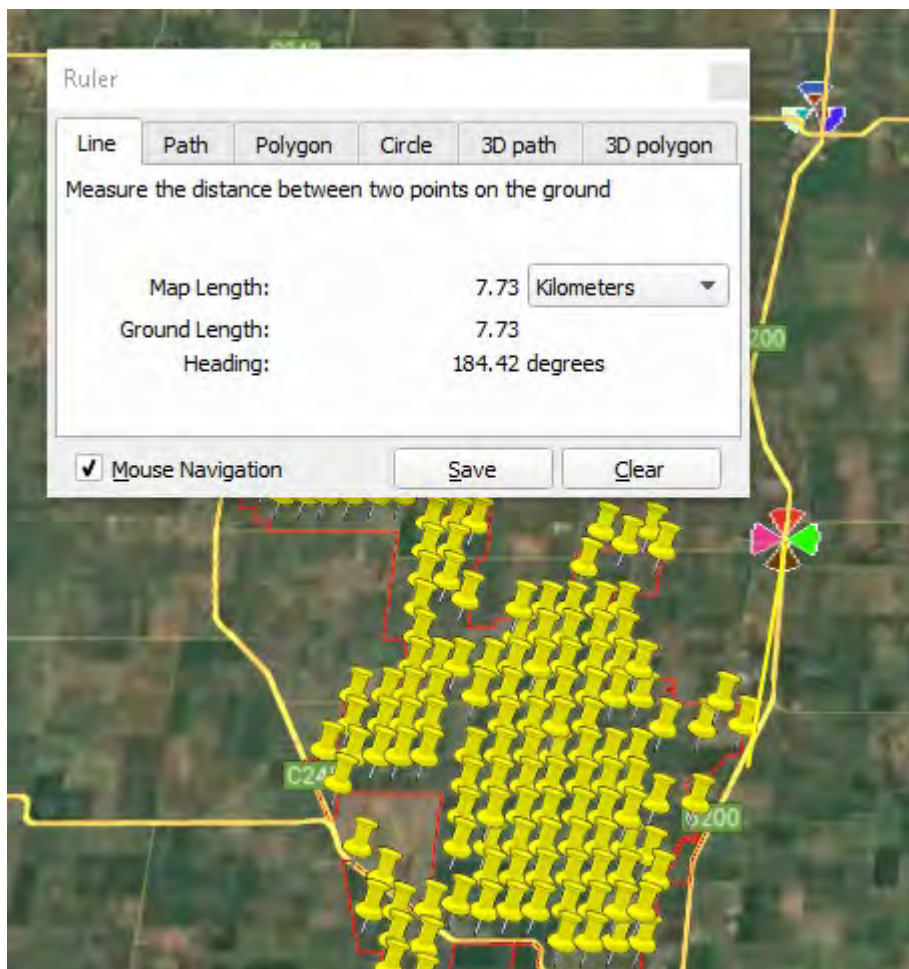 Ruler
Line Path Polygon Circle 3D path 3D polygon
Measure the distance between two points on the ground
Map Length: 7.73 Kilometers
Ground Length: 7.73
Heading: 184.42 degrees
Mouse Navigation Save Clear
200
C24
200